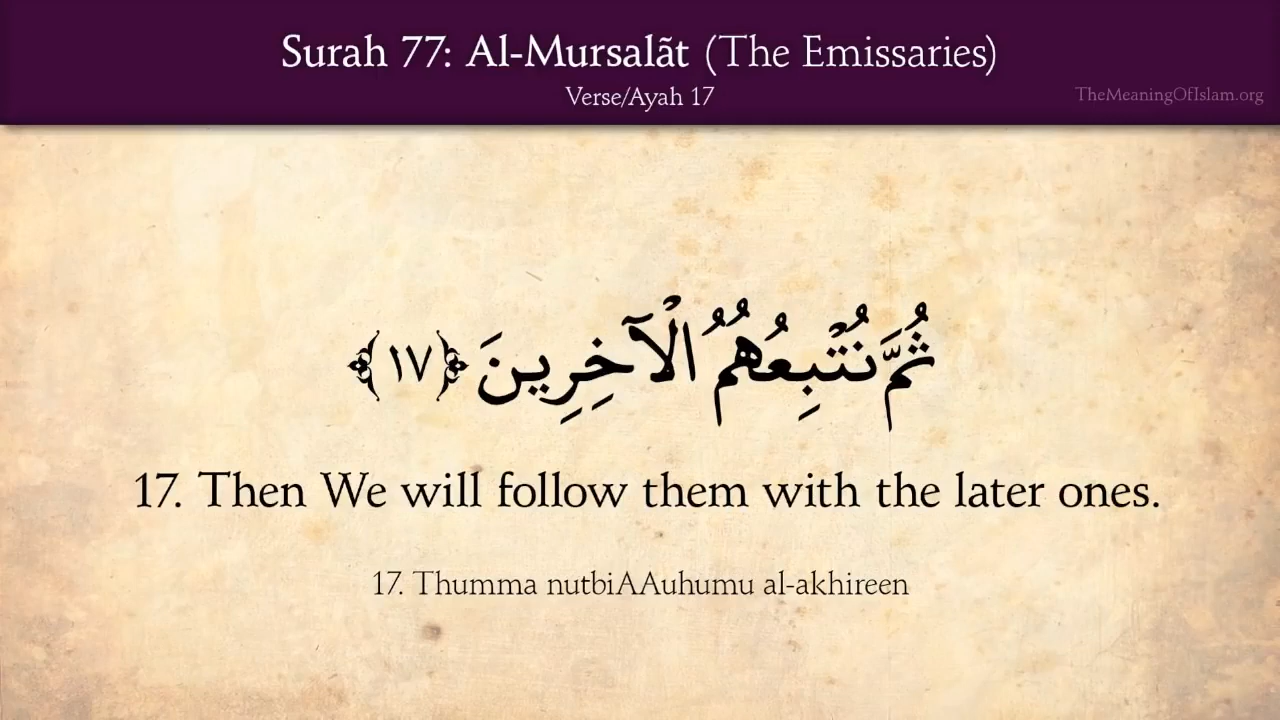 Surah 77: Al-Mursalãt (The Emissaries)
Verse/Ayah 17
TheMeaningOfIslam.org
ثُمَّ نُتْبِعُهُمُ الْآخِرِينَ ﴿١٧﴾
17. Then We will follow them with the later ones.
17. Thumma nutbiAAuhumu al-akhireen